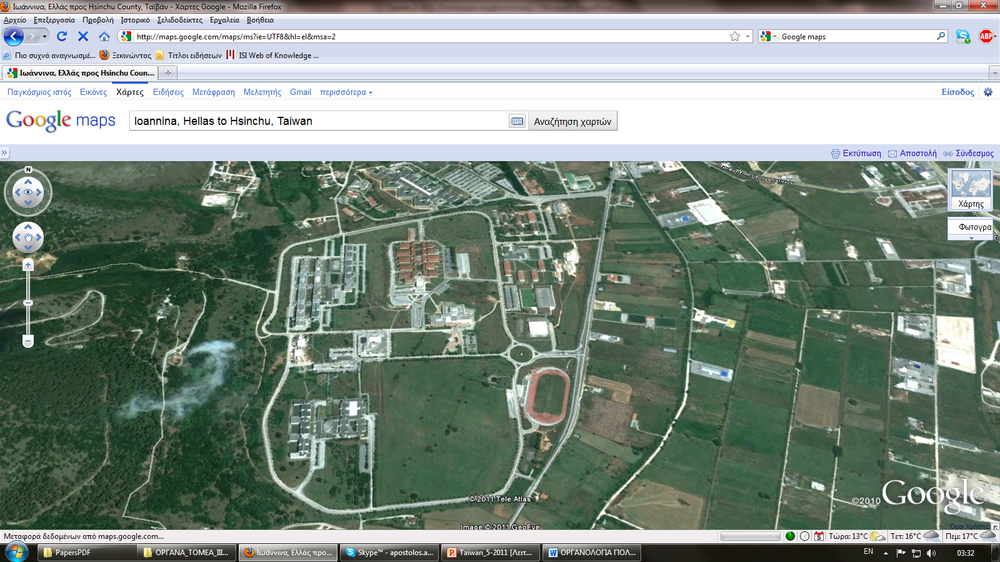 Ιωάννινα, Ελλάς προς Hsinchu County, Ταϊβάν - Χάρτες Google - Mozilla Firefox
Αρχείο Επεξεργασία Προβολή Ιστορικό Σελιδοδείκτες Εργαλεία Βοήθεια
http://maps.google.com/maps/ms?ie=UTF8&hl=el&msa=2
Google maps
ABP
Πιο συχνά αναγνωσμέ... Ξεκινώντας Τίτλοι ειδήσεων ISI Web of Knowledge ...
Ιωάννινα, Ελλάς προς Hsinchu Coun...
Παγκόσμιος ιστός Εικόνες Χάρτες Ειδήσεις Μετάφραση Μελετητής Gmail περισσότερα
Είσοδος
Google maps
Ioannina, Hellas to Hsinchu, Taiwan
Αναζήτηση χαρτών
Εκτύπωση Αποστολή Σύνδεσμος
N
Χάρτης
Φωτογρα
© 2011 Tele Atlas
©2010 Google
Image © 2011 GeoEye
Όροι Χρήσης
Μεταφορά δεδομένων από maps.google.com...
5 Τώρα: 13°C Τετ: 16°C Πεμ: 17°C
PapersPDF
ΟΡΓΑΝΑ_ΤΟΜΕΑ_ΙΙΙ...
Ιωάννινα, Ελλάς προ...
Skype™ - apostolos.a...
Taiwan_5-2011 [Λειτ...
ΟΡΓΑΝΟΛΟΓΙΑ ΠΟΛ...
EN
03:32